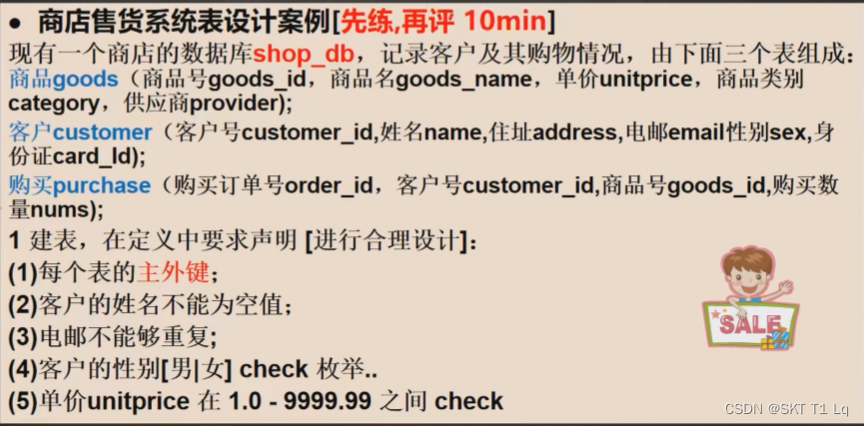 ● 商店售货系统表设计案例[先练,再评 10min]
现有一个商店的数据库shop_db，记录客户及其购物情况，由下面三个表组成：
商品goods（商品号goods_id，商品名goods_name，单价unitprice，商品类别
category，供应商provider);
客户customer（客户号customer_id,姓名name,住址address,电邮email性别sex,身
份证card_Id);
购买purchase（购买订单号order_id，客户号customer_id,商品号goods_id,购买数
量nums);
1 建表，在定义中要求声明 [进行合理设计]：
(1)每个表的主外键；
(2)客户的姓名不能为空值；
(3)电邮不能够重复;
(4)客户的性别[男|女] check 枚举..
(5)单价unitprice 在 1.0 - 9999.99 之间 check
SALE
CSDN @SKT T1 Lq